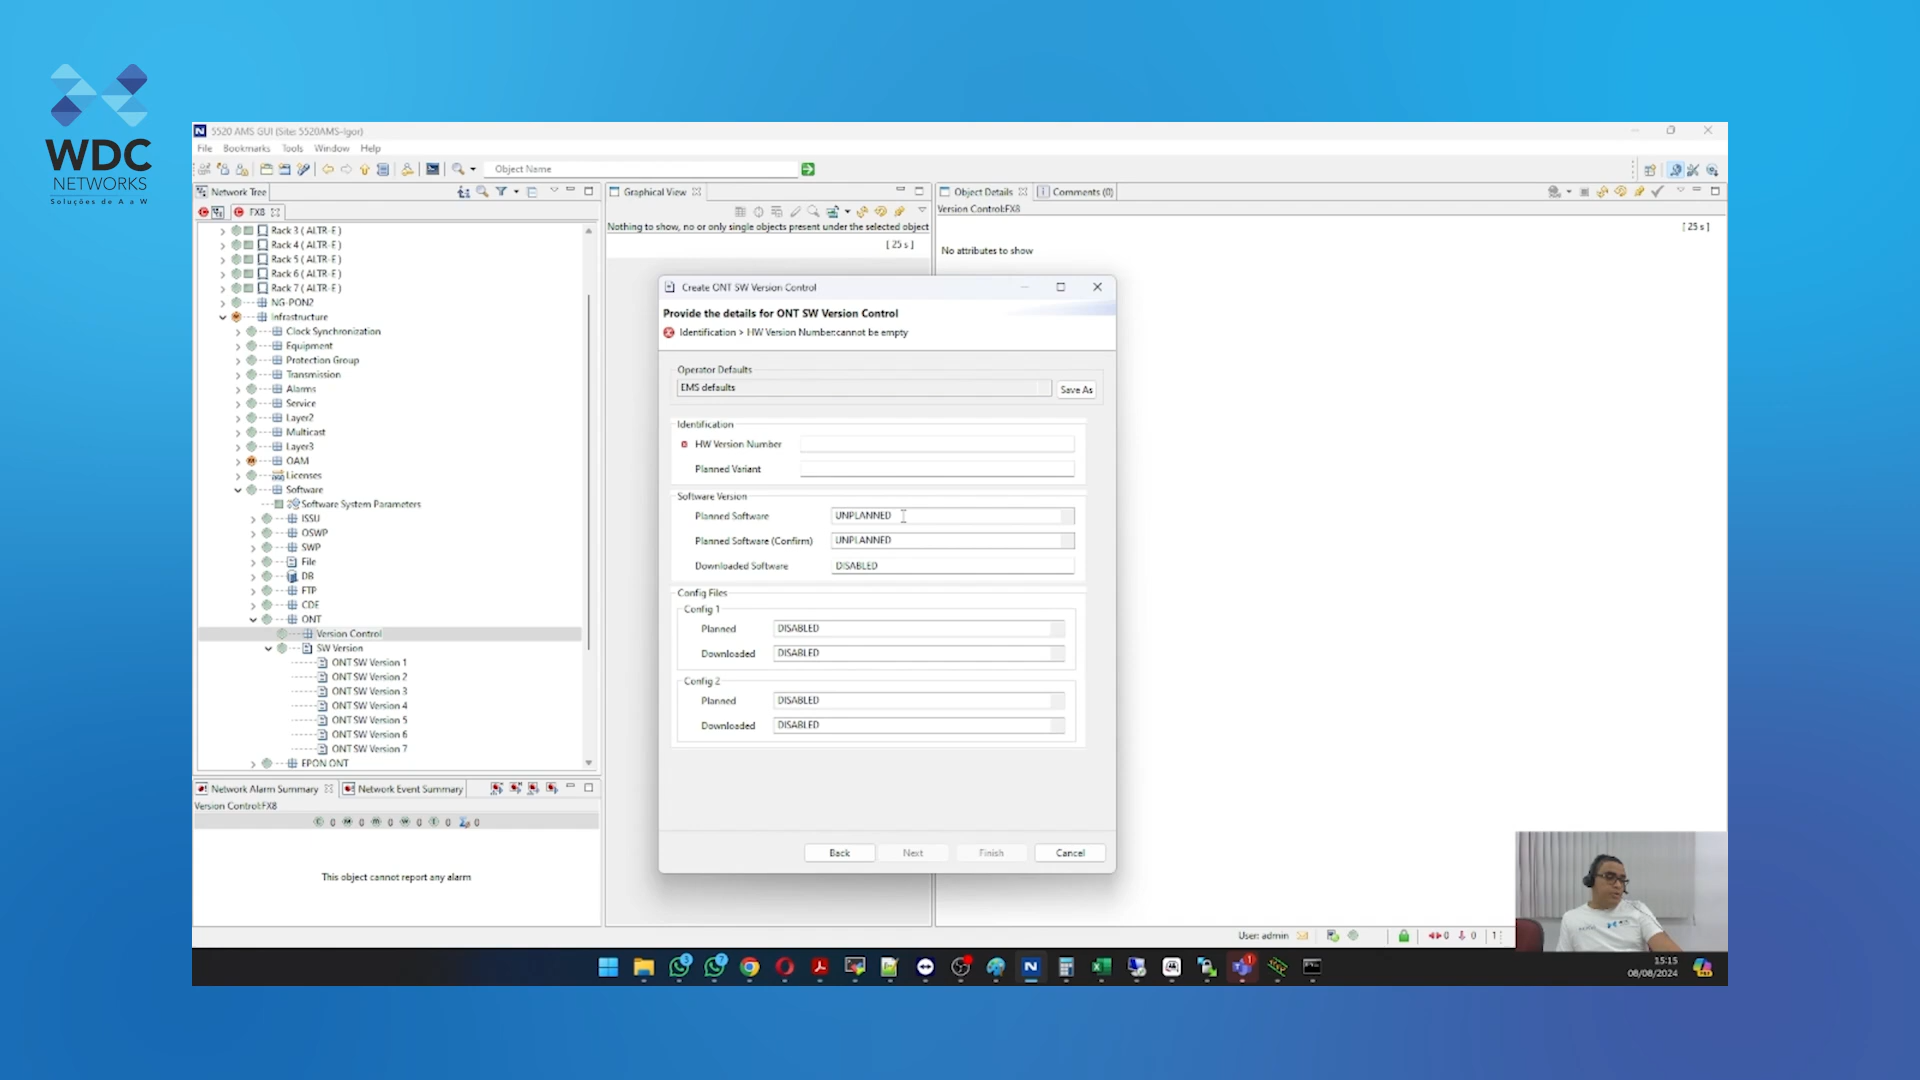 WDC
NETWORKS
Soluções de A a W
5520 AMS GUI (Site: 5520AMS-Igor)
File Bookmarks Tools Window Help
Object Name
Network Tree
FX8
Rack 3 ( ALTR-E )
Rack 4 ( ALTR-E )
Rack 5 ( ALTR-E )
Rack 6 ( ALTR-E )
Rack 7 ( ALTR-E )
NG-PON2
Infrastructure
Clock Synchronization
Equipment
Protection Group
Transmission
Alarms
Service
Layer2
Multicast
Layer3
OAM
Licenses
Software
Software System Parameters
ISSU
OSWP
SWP
File
DB
FTP
CDE
ONT
Version Control
SW Version
ONT SW Version 1
ONT SW Version 2
ONT SW Version 3
ONT SW Version 4
ONT SW Version 5
ONT SW Version 6
ONT SW Version 7
EPON ONT
Network Alarm Summary Network Event Summary
Version Control:FX8
C 0 M 0 m 0 w 0 i 0 0
This object cannot report any alarm
Graphical View
Nothing to show, no or only single objects present under the selected object
[ 25 s ]
Object Details Comments (0)
Version Control:FX8
[ 25 s ]
No attributes to show
Create ONT SW Version Control
Provide the details for ONT SW Version Control
Identification > HW Version Number:cannot be empty
Operator Defaults
EMS defaults Save As
Identification
HW Version Number
Planned Variant
Software Version
Planned Software UNPLANNED
Planned Software (Confirm) UNPLANNED
Downloaded Software DISABLED
Config Files
Config 1
Planned DISABLED
Downloaded DISABLED
Config 2
Planned DISABLED
Downloaded DISABLED
Back Next Finish Cancel
User: admin 0 0 1
15:15
08/08/2024